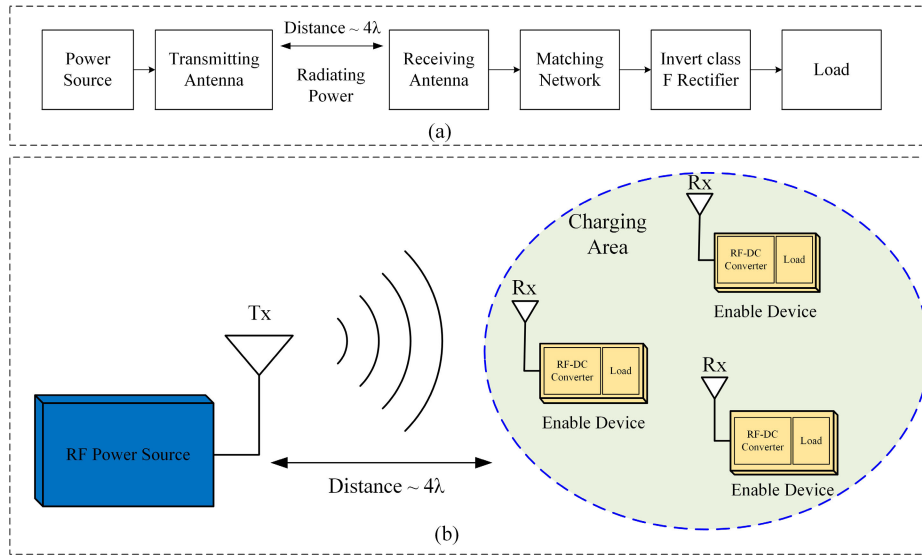 Distance ~ 4λ
Power
Source
Transmitting
Antenna
Radiating
Power
Receiving
Antenna
Matching
Network
Invert class
F Rectifier
Load
(a)
Rx
Charging
Area
RF-DC
Converter
Load
Enable Device
Rx
RF-DC
Converter
Load
Enable Device
Tx
Rx
RF-DC
Converter
Load
Enable Device
RF Power Source
Distance ~ 4λ
(b)